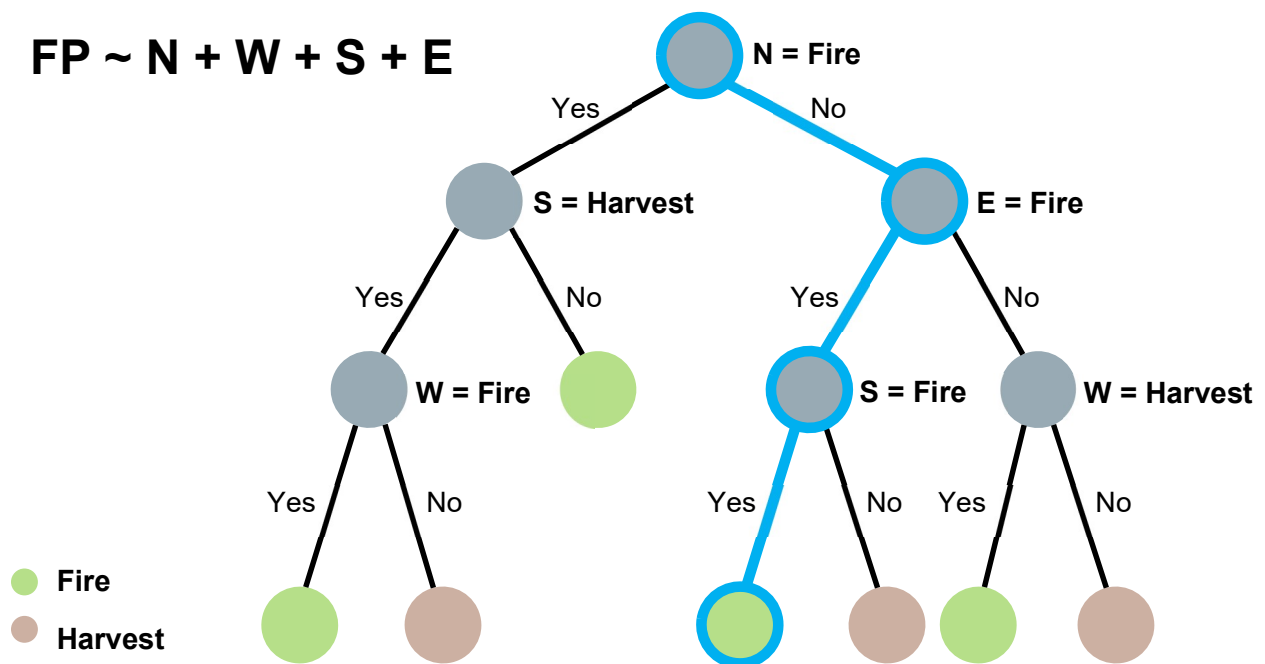 FP ~ N + W + S + E
N = Fire
Yes
No
S = Harvest
E = Fire
Yes
No
Yes
No
W = Fire
S = Fire
W = Harvest
Yes
No
Yes
No
Yes
No
Fire
Harvest